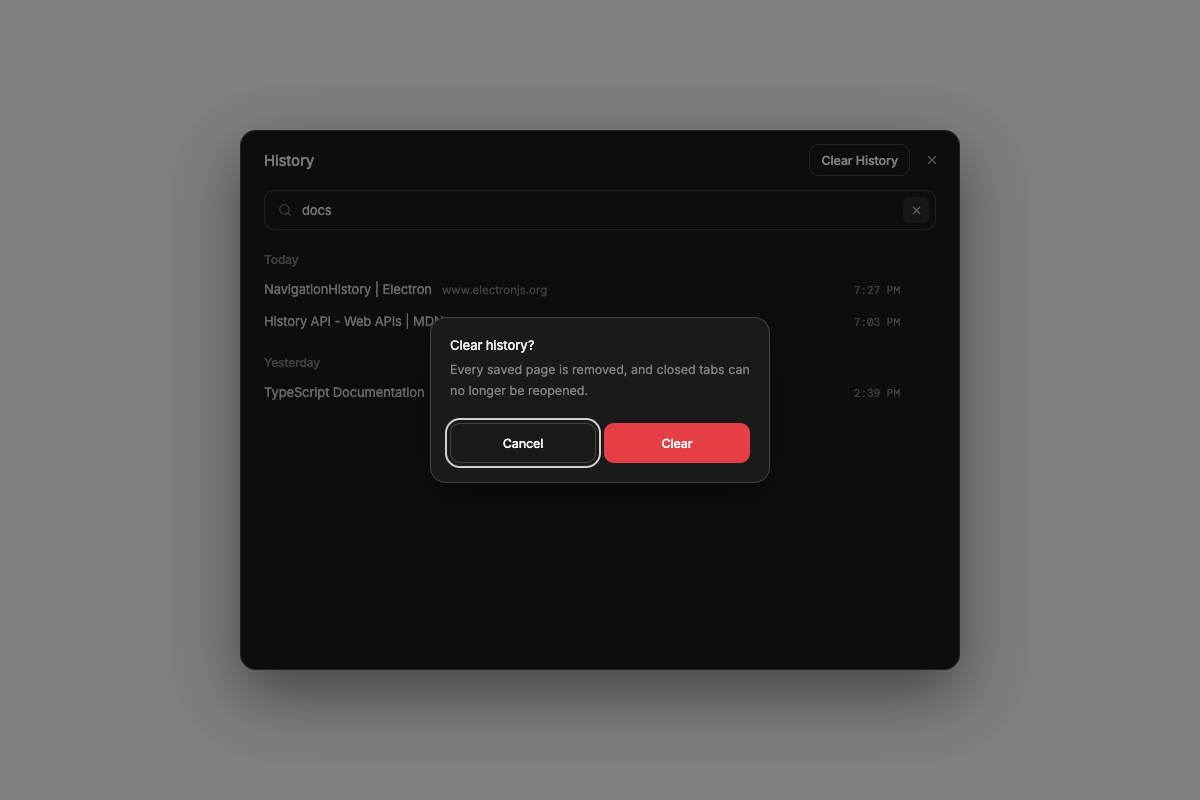 History
Clear History
docs
Today
NavigationHistory | Electron www.electronjs.org 7:27 PM
History API - Web APIs | MDN 7:03 PM
Yesterday
TypeScript Documentation 2:39 PM
Clear history?
Every saved page is removed, and closed tabs can
no longer be reopened.
Cancel
Clear